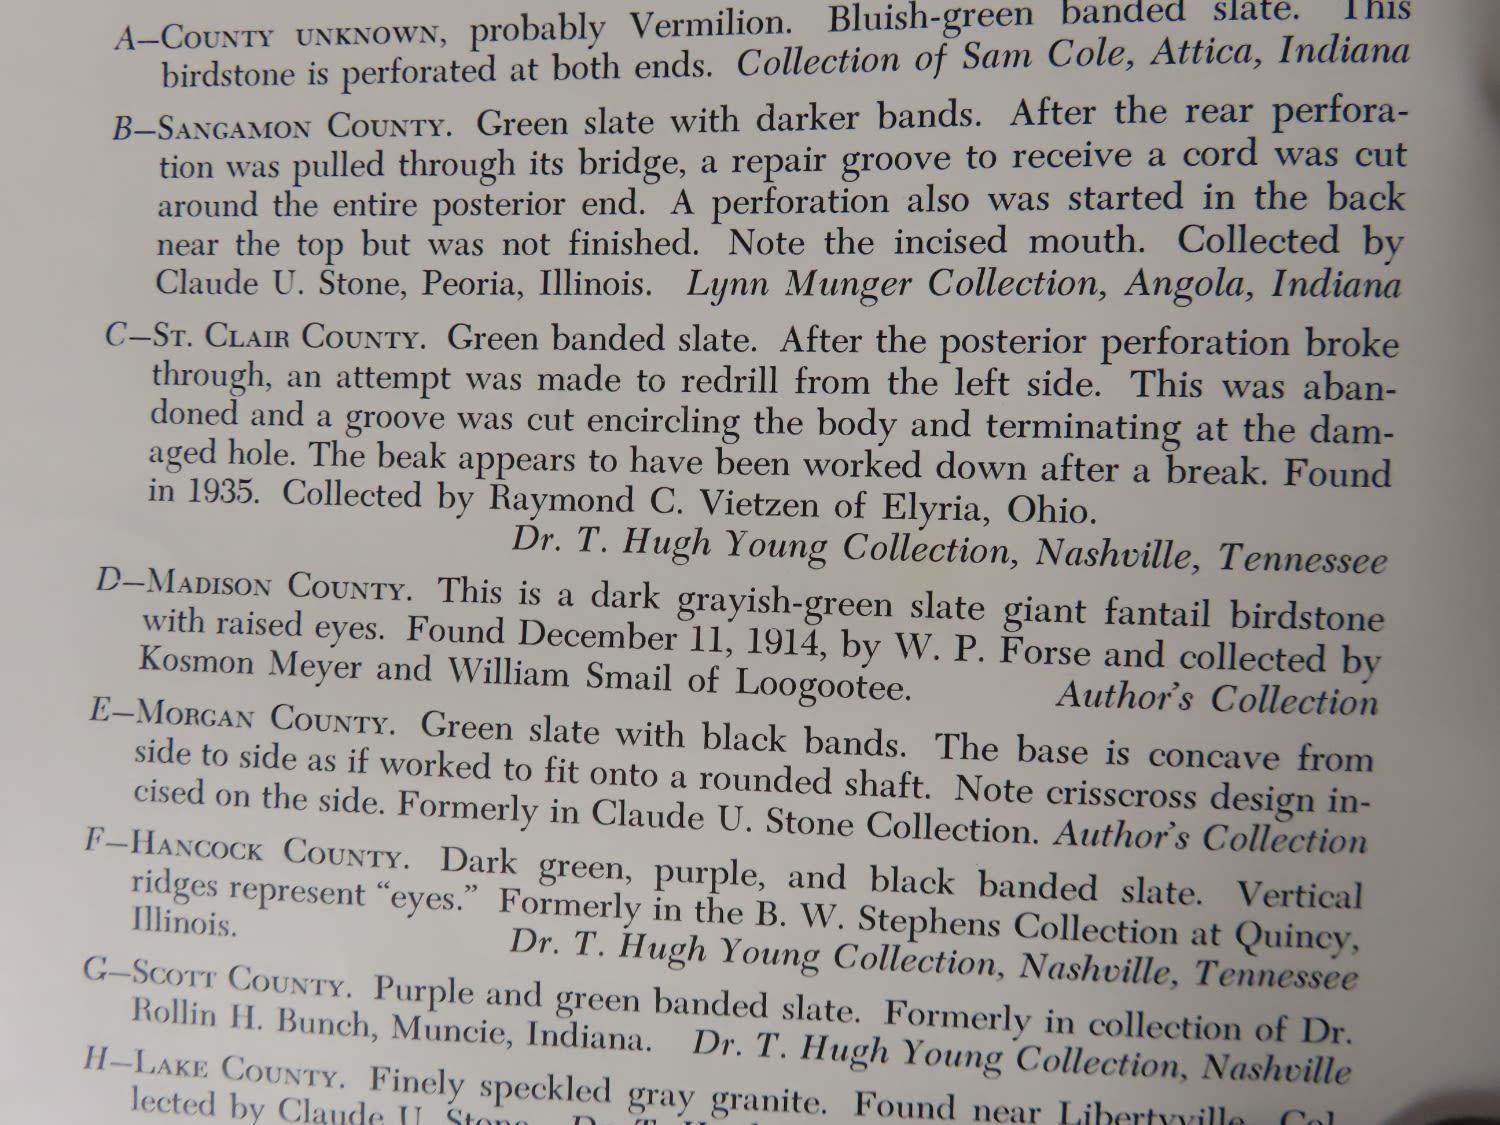 A—COUNTY UNKNOWN, probably Vermilion. Bluish-green banded slate. This
birdstone is perforated at both ends. Collection of Sam Cole, Attica, Indiana
B—SANGAMON COUNTY. Green slate with darker bands. After the rear perfora-
tion was pulled through its bridge, a repair groove to receive a cord was cut
around the entire posterior end. A perforation also was started in the back
near the top but was not finished. Note the incised mouth. Collected by
Claude U. Stone, Peoria, Illinois. Lynn Munger Collection, Angola, Indiana
C—ST. CLAIR COUNTY. Green banded slate. After the posterior perforation broke
through, an attempt was made to redrill from the left side. This was aban-
doned and a groove was cut encircling the body and terminating at the dam-
aged hole. The beak appears to have been worked down after a break. Found
in 1935. Collected by Raymond C. Vietzen of Elyria, Ohio.
Dr. T. Hugh Young Collection, Nashville, Tennessee
D—MADISON COUNTY. This is a dark grayish-green slate giant fantail birdstone
with raised eyes. Found December 11, 1914, by W. P. Forse and collected by
Kosmon Meyer and William Smail of Loogootee. Author's Collection
E—MORGAN COUNTY. Green slate with black bands. The base is concave from
side to side as if worked to fit onto a rounded shaft. Note crisscross design in-
cised on the side. Formerly in Claude U. Stone Collection. Author's Collection
F—HANCOCK COUNTY. Dark green, purple, and black banded slate. Vertical
ridges represent “eyes.” Formerly in the B. W. Stephens Collection at Quincy,
Illinois. Dr. T. Hugh Young Collection, Nashville, Tennessee
G—SCOTT COUNTY. Purple and green banded slate. Formerly in collection of Dr.
Rollin H. Bunch, Muncie, Indiana. Dr. T. Hugh Young Collection, Nashville
H—LAKE COUNTY. Finely speckled gray granite. Found near Libertyville. Col-
lected by Claude U. Stone. Dr. T.